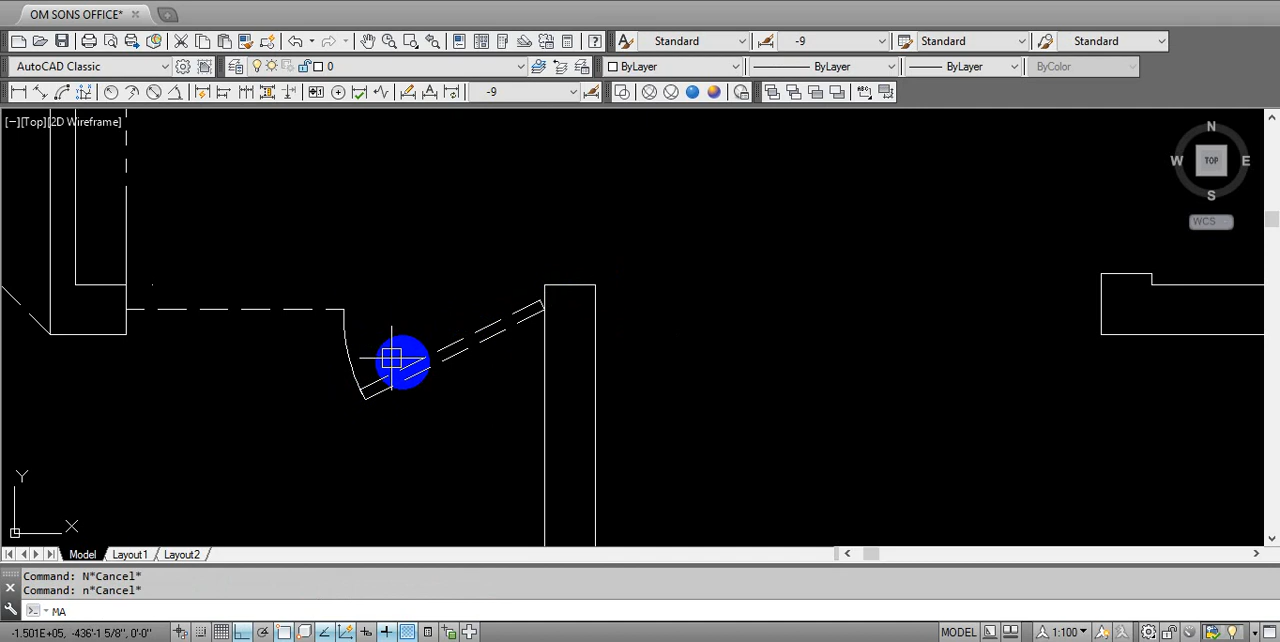 OM SONS OFFICE*
Standard -9 Standard Standard
AutoCAD Classic 0 ByLayer ByLayer ByLayer ByColor
-9
[−][Top][2D Wireframe]
N
W TOP E
S
WCS
Y
X
Model Layout1 Layout2
Command: N*Cancel*
Command: n*Cancel*
MA
-1.501E+05, -436'-1 5/8", 0'-0" MODEL 1:100